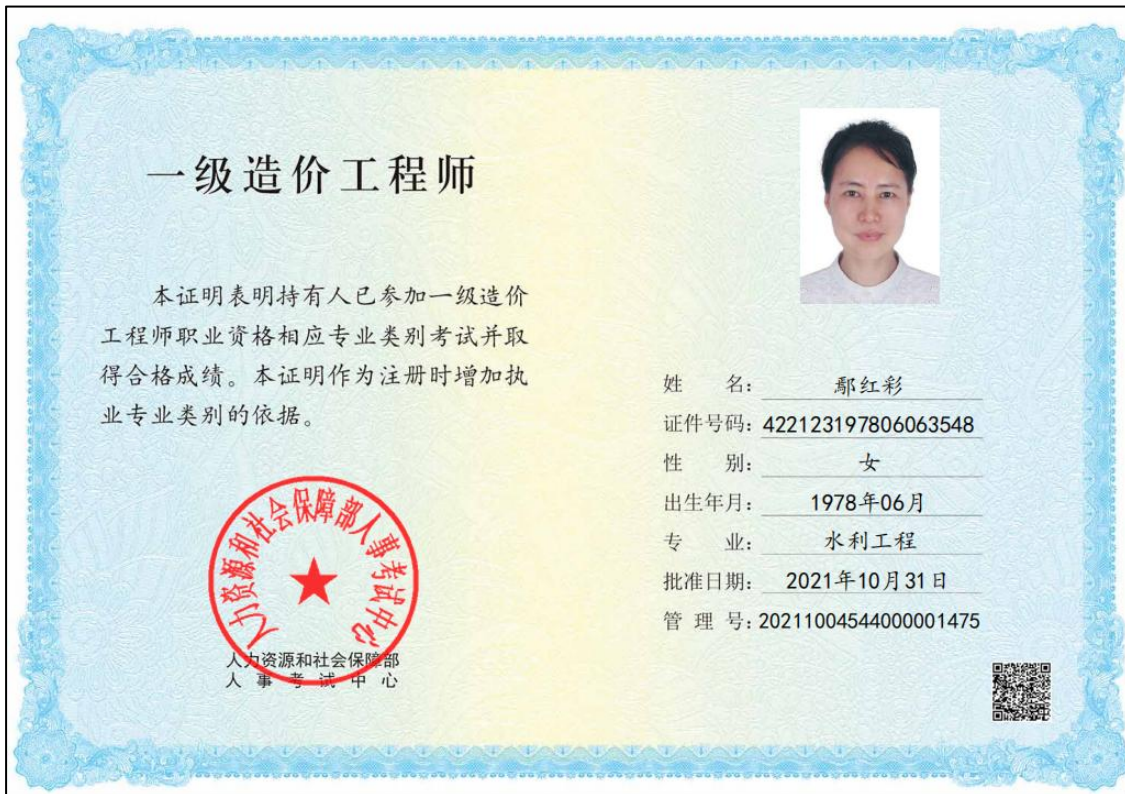 一级造价工程师
本证明表明持有人已参加一级造价
工程师职业资格相应专业类别考试并取
得合格成绩。本证明作为注册时增加执
业专业类别的依据。
人力资源和社会保障部人事考试中心
人力资源和社会保障部
人事考试中心
姓 名: 鄢红彩
证件号码: 422123197806063548
性 别: 女
出生年月: 1978年06月
专 业: 水利工程
批准日期: 2021年10月31日
管 理 号: 20211004544000001475